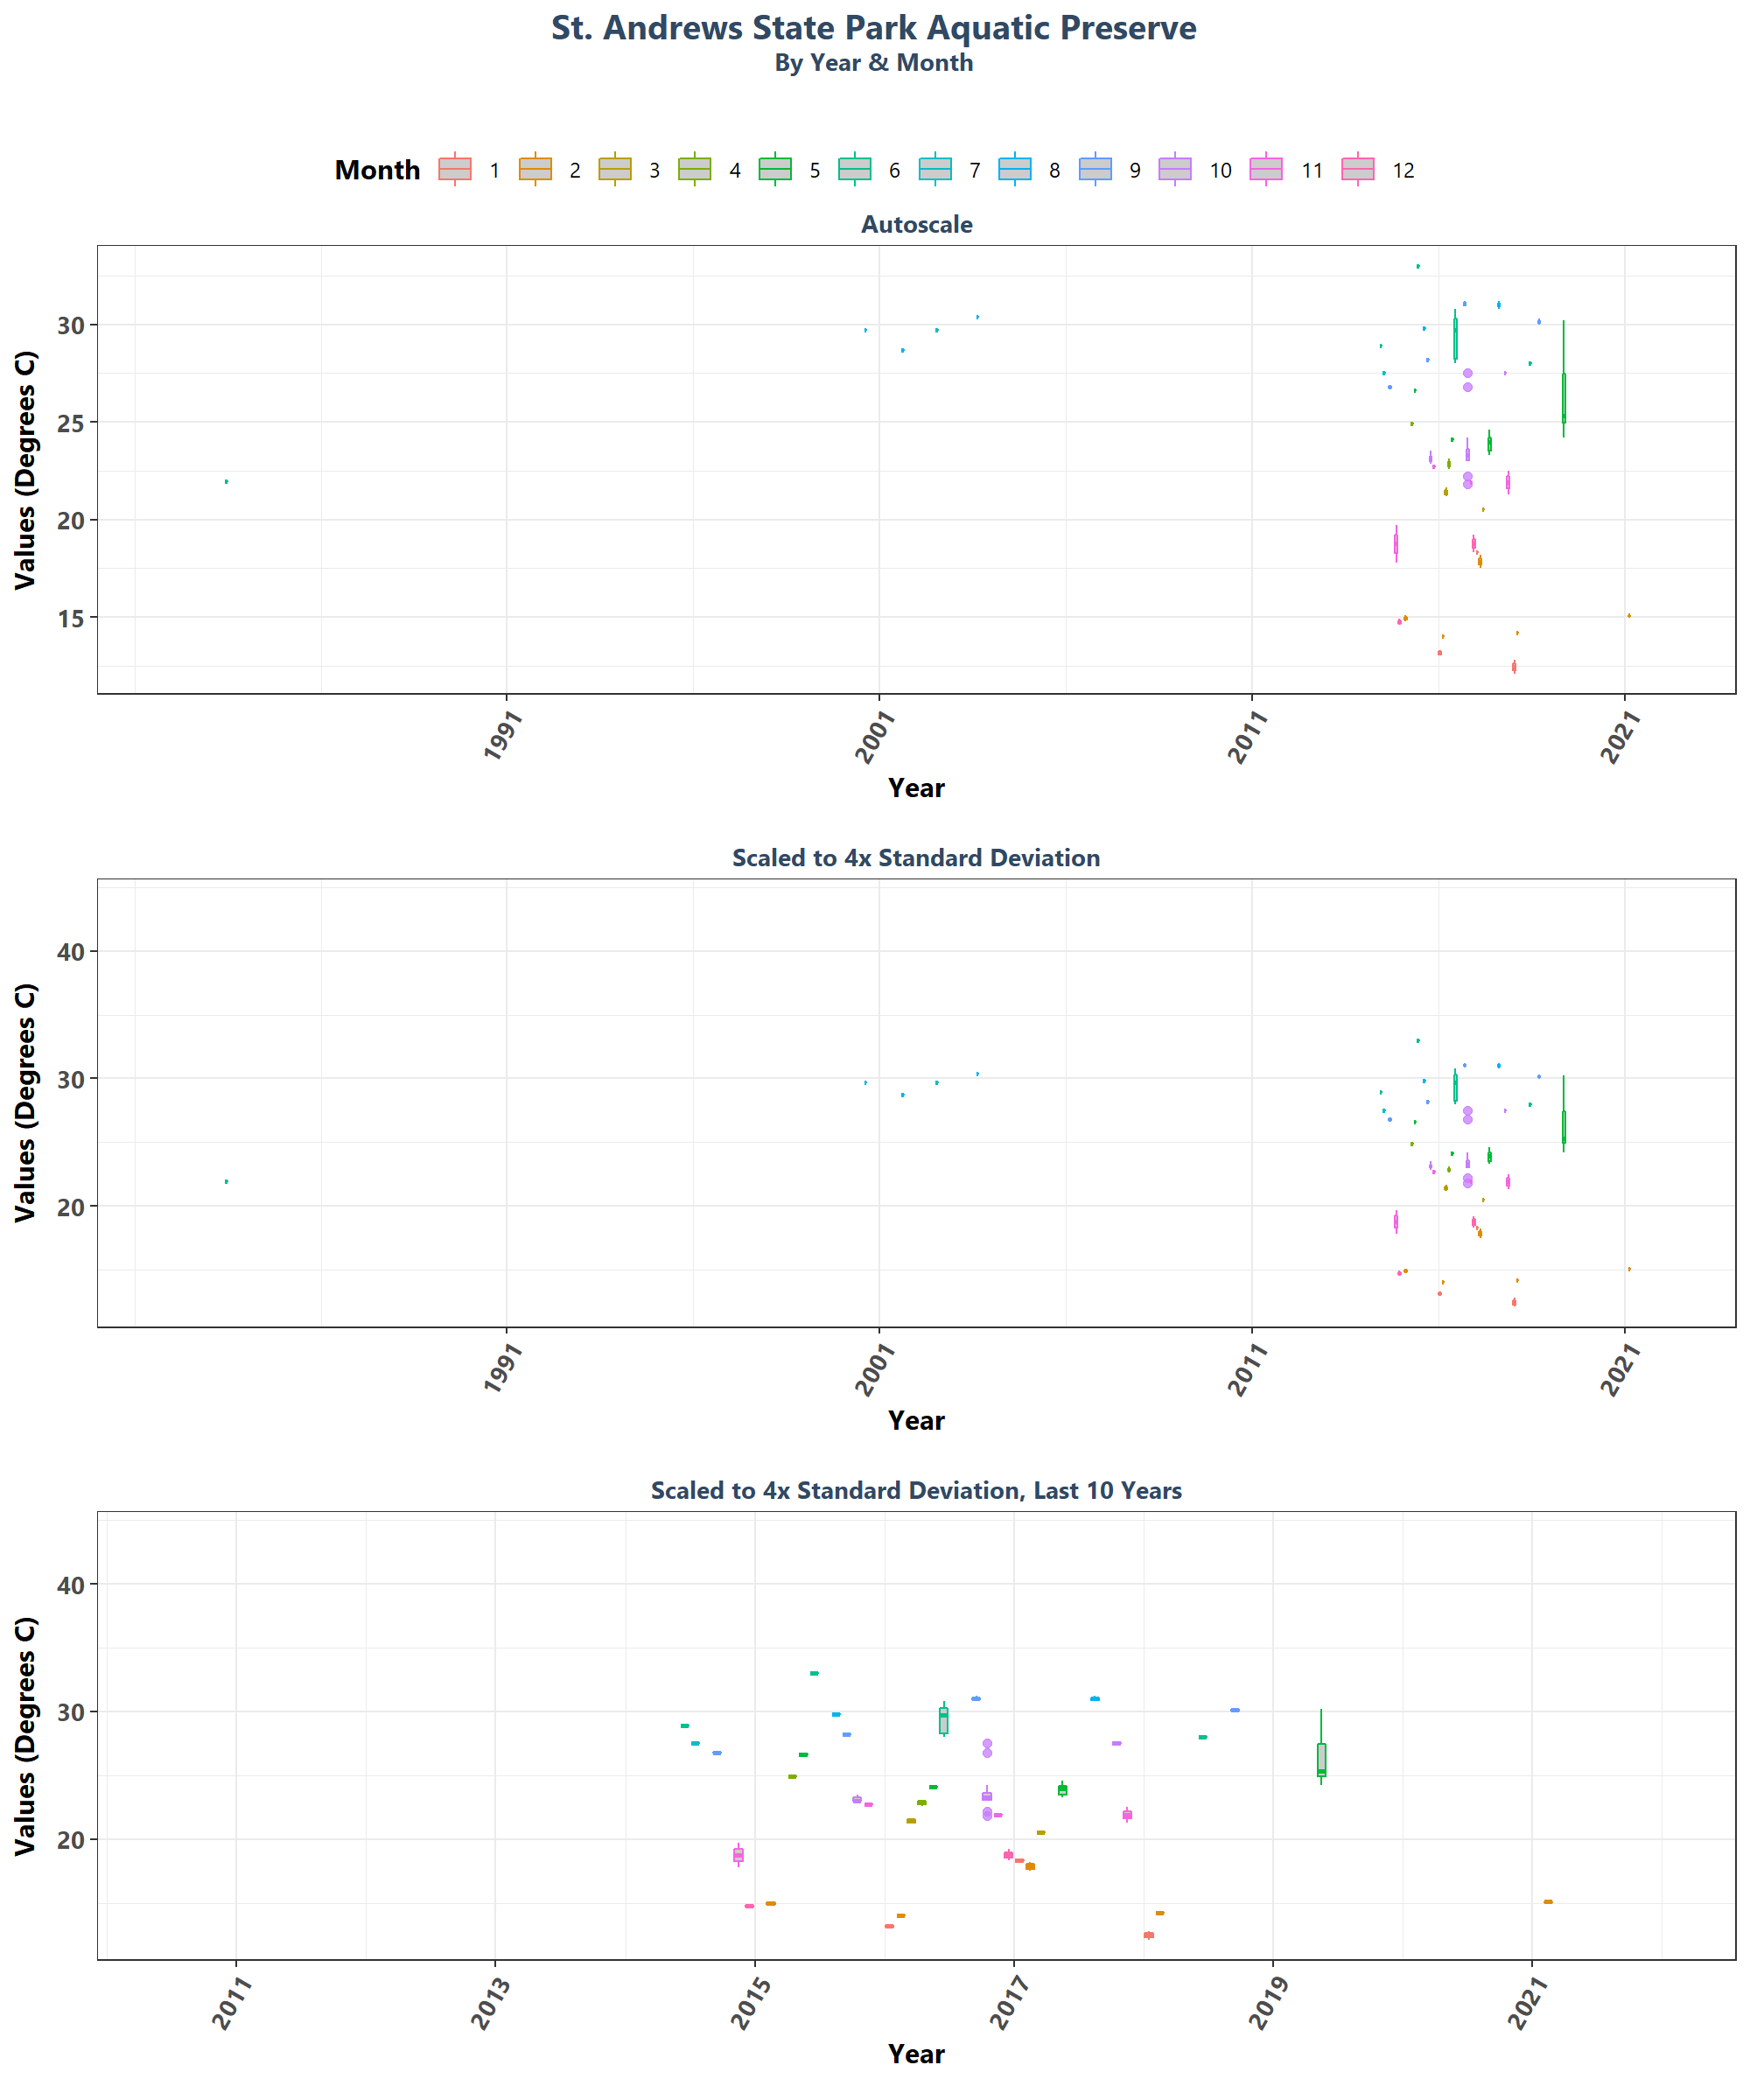 St. Andrews State Park Aquatic Preserve
By Year & Month
Month 1 2 3 4 5 6 7 8 9 10 11 12
Autoscale
Values (Degrees C)
30
25
20
15
1991 2001 2011 2021
Year
Scaled to 4x Standard Deviation
Values (Degrees C)
40
30
20
1991 2001 2011 2021
Year
Scaled to 4x Standard Deviation, Last 10 Years
Values (Degrees C)
40
30
20
2011 2013 2015 2017 2019 2021
Year